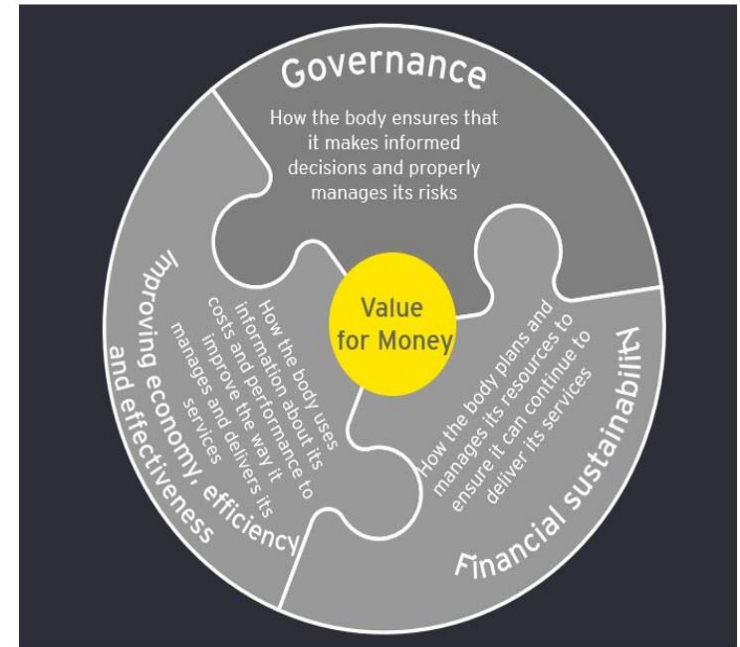 Governance
How the body ensures that
it makes informed
decisions and properly
manages its risks
Value
for Money
Improving economy, efficiency
and effectiveness
How the body uses
information about its
costs and performance to
improve the way it
manages and delivers its
services
How the body plans and
manages its resources to
ensure it can continue to
deliver its services
Financial sustainability